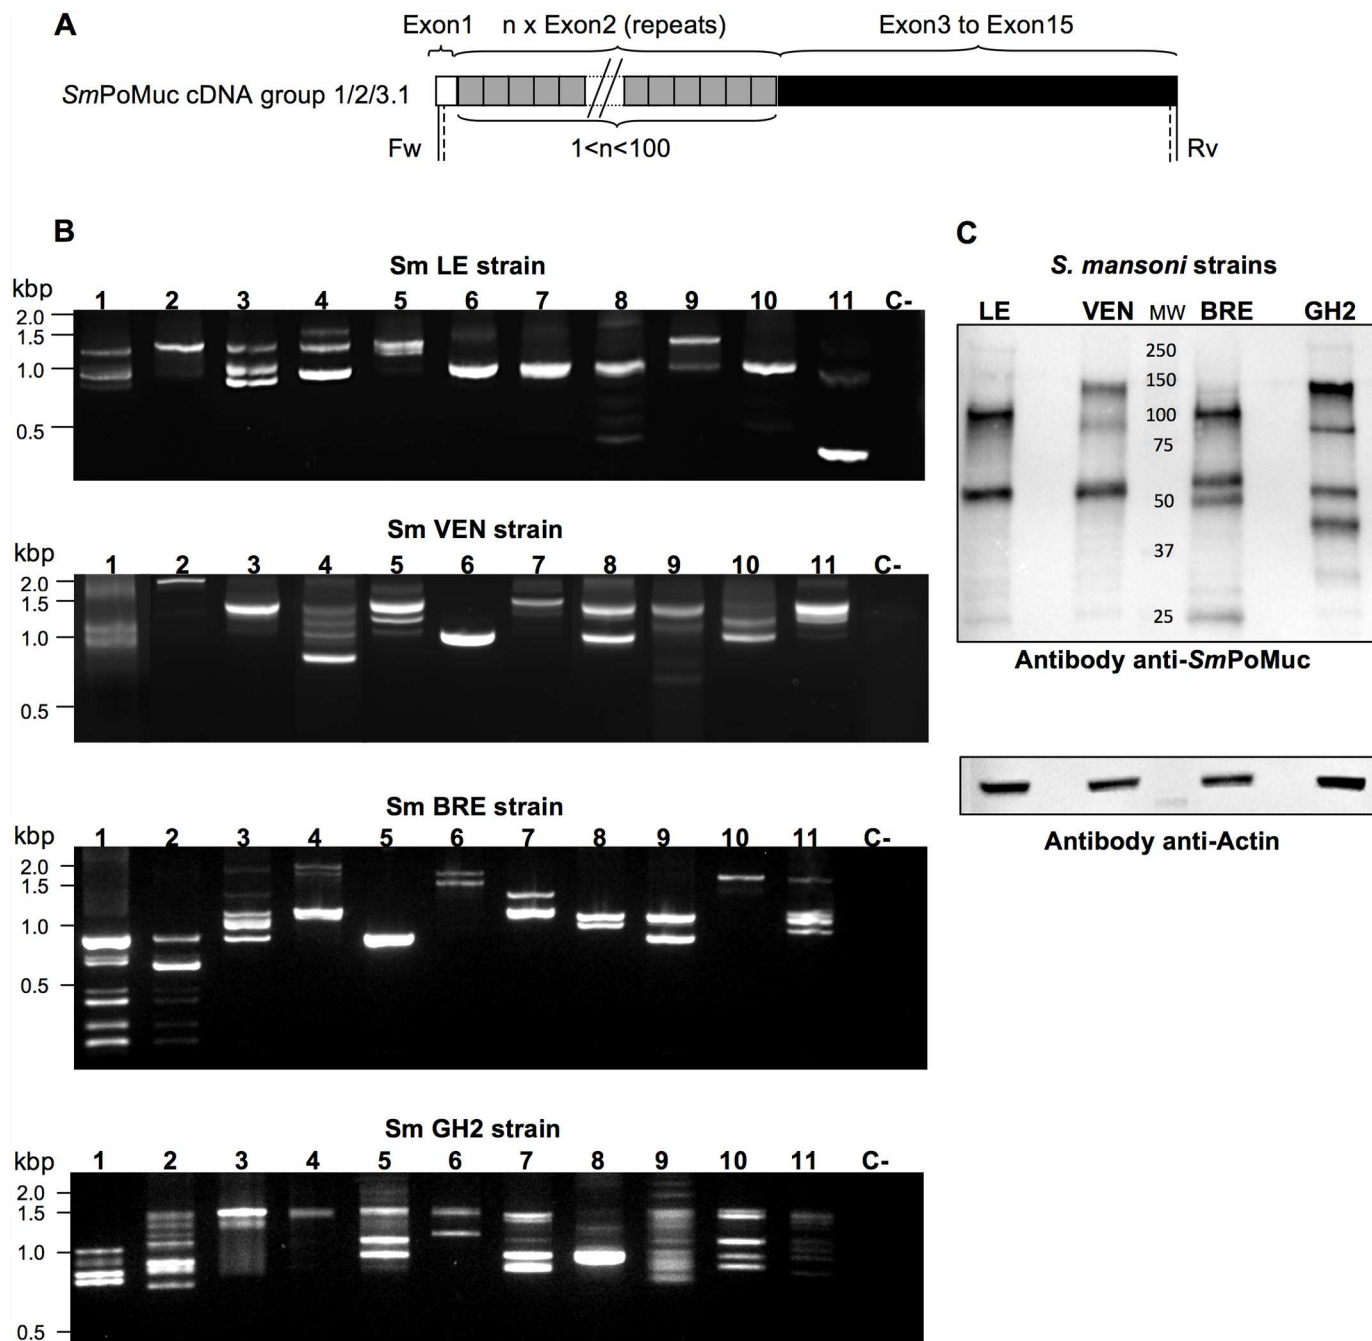 A
Exon1 n x Exon2 (repeats) Exon3 to Exon15
SmPoMuc cDNA group 1/2/3.1
Fw 1<n<100 Rv
B
Sm LE strain
kbp 1 2 3 4 5 6 7 8 9 10 11 C-
2.0
1.5
1.0
0.5
Sm VEN strain
kbp 1 2 3 4 5 6 7 8 9 10 11 C-
2.0
1.5
1.0
0.5
Sm BRE strain
kbp 1 2 3 4 5 6 7 8 9 10 11 C-
2.0
1.5
1.0
0.5
Sm GH2 strain
kbp 1 2 3 4 5 6 7 8 9 10 11 C-
2.0
1.5
1.0
0.5
C
S. mansoni strains
LE VEN MW BRE GH2
250
150
100
75
50
37
25
Antibody anti-SmPoMuc
Antibody anti-Actin